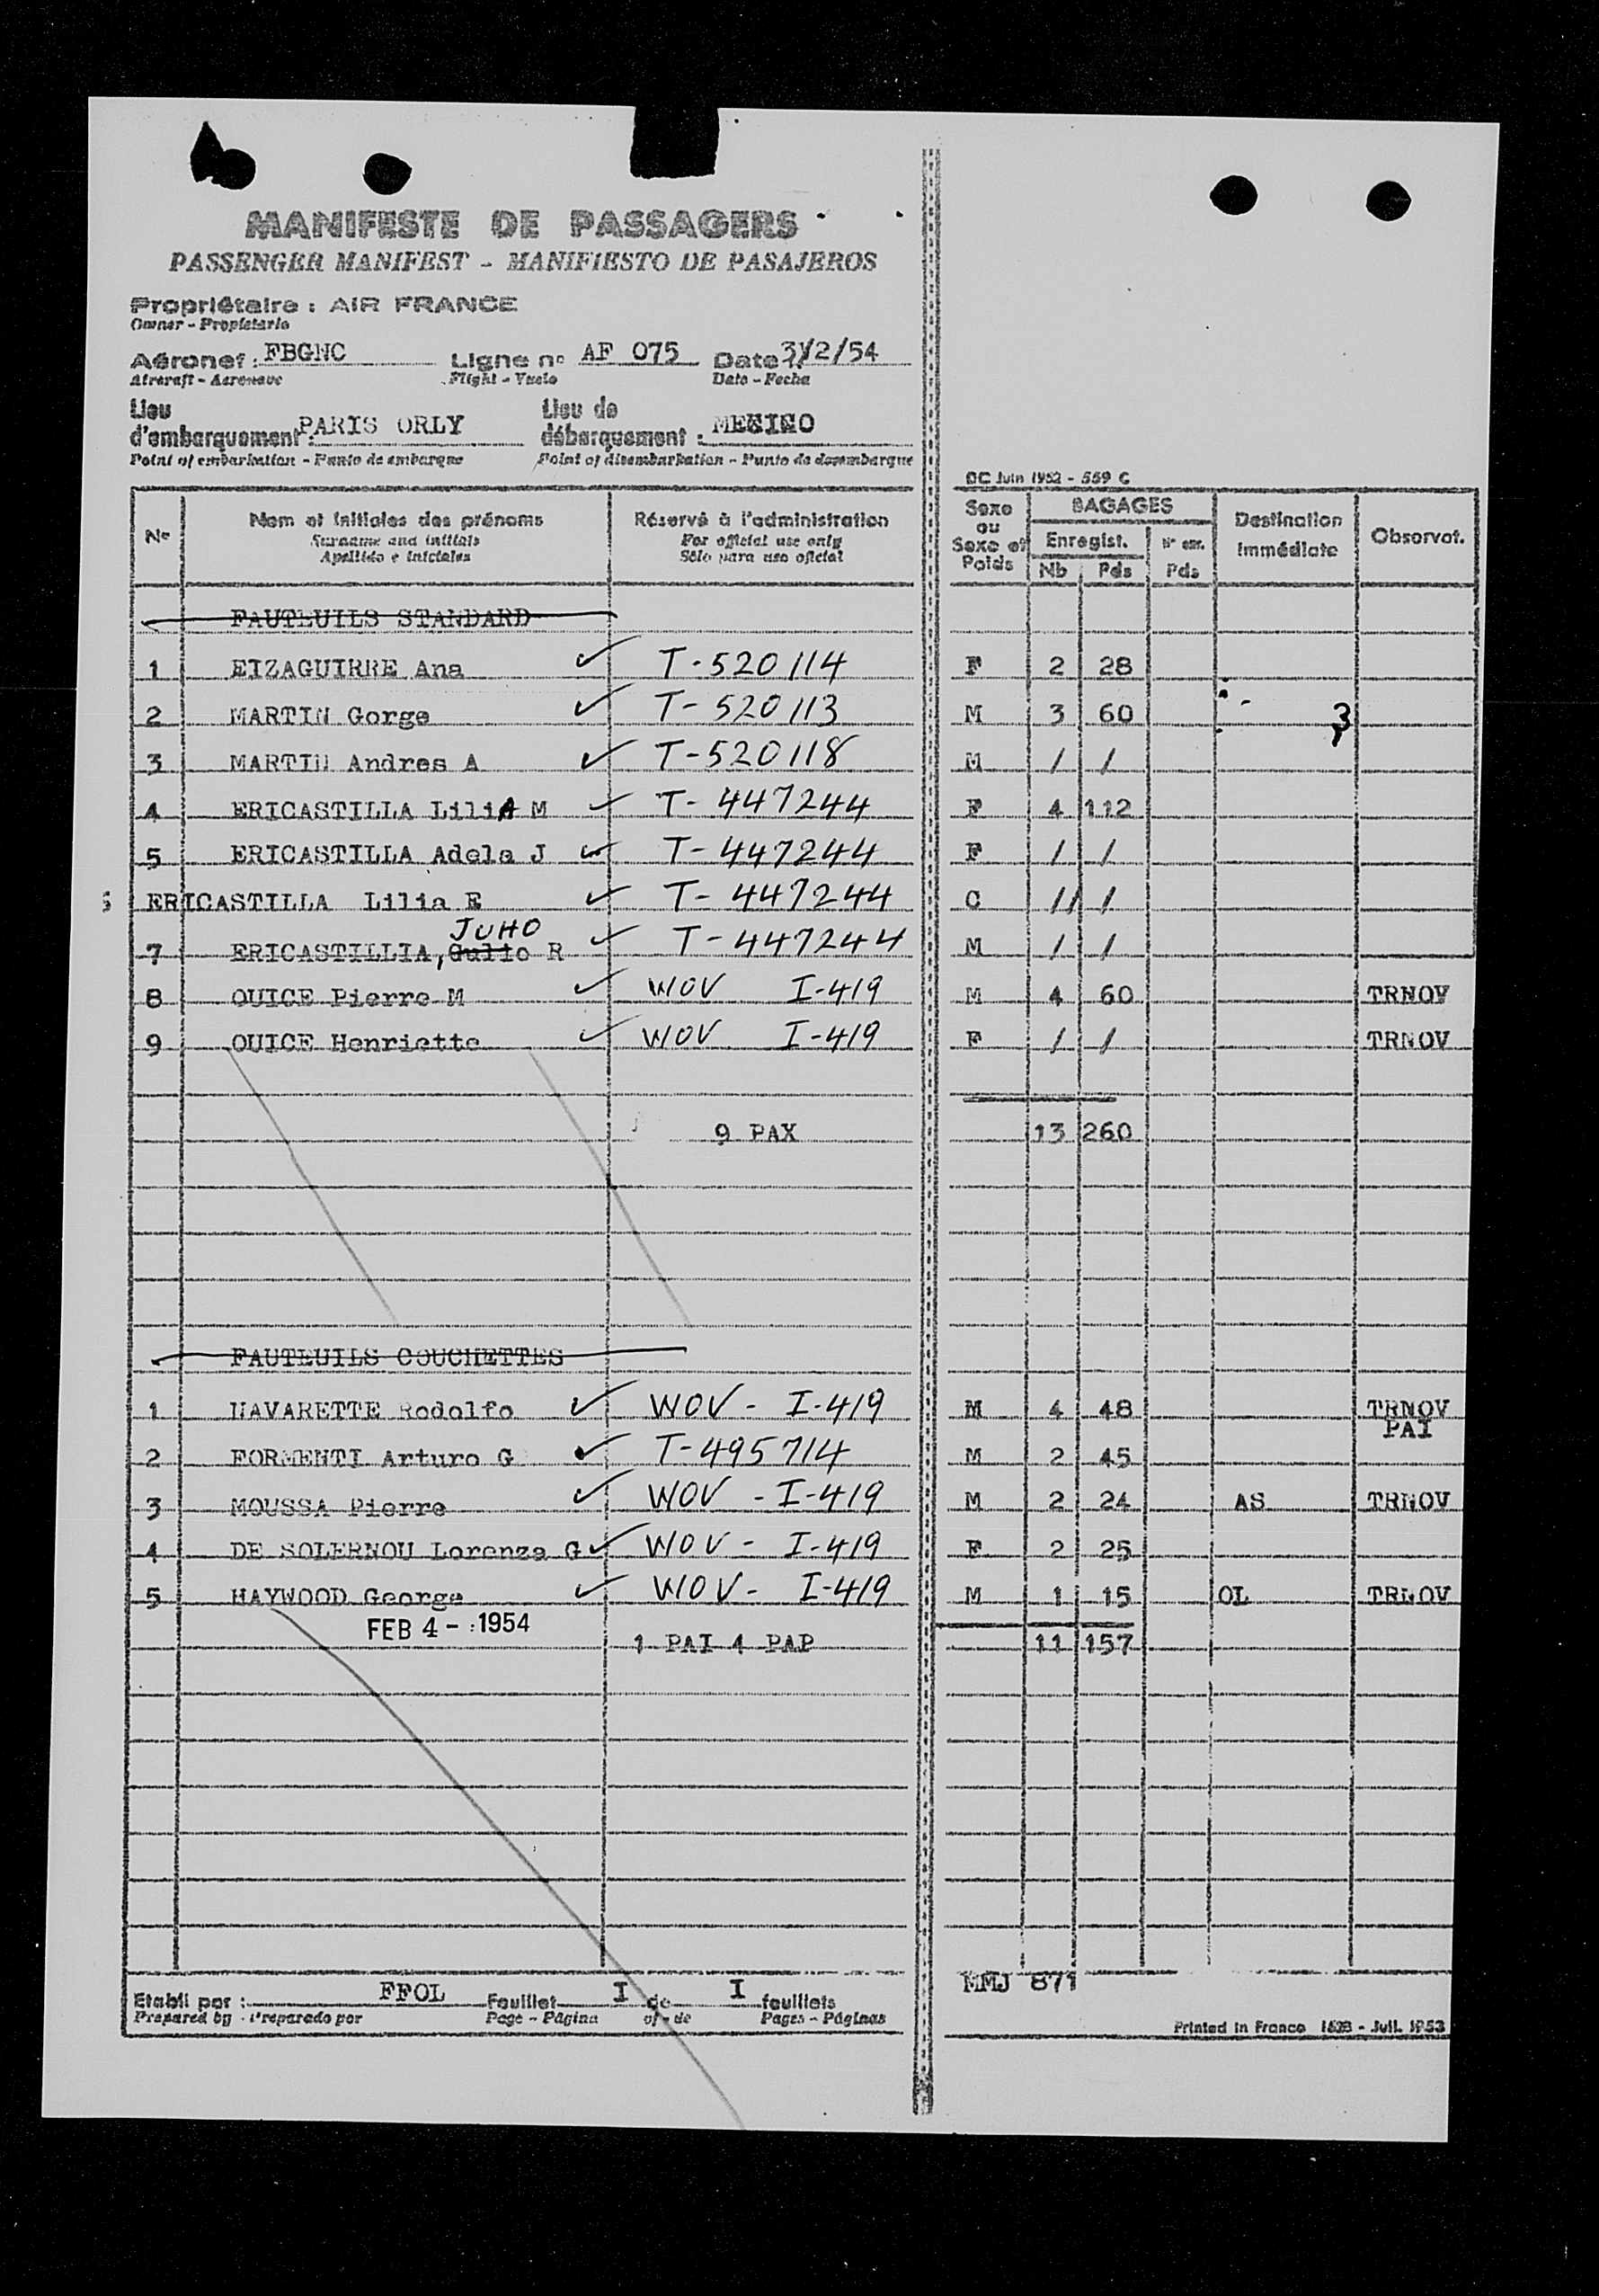 MANIFESTE DE PASSAGERS
PASSENGER MANIFEST - MANIFIESTO DE PASAJEROS
Propriétaire : AIR FRANCE
Owner - Propietario
Aéronef : FBGNC Ligne no AF 075 Date 3/2/54
Aircraft - Aeronave Flight - Vuelo Date - Fecha
Lieu d'embarquement : PARIS ORLY Lieu de débarquement : MEXICO
Point of embarkation - Punto de embarque Point of disembarkation - Punto de desembarque
DC Juin 1952 - 559 C
No Nom et Initiales des prénoms Réservé à l'administration Sexe ou Sexe et Poids BAGAGES Destination Immédiate Observat.
Surname and initials For official use only Enregist.
Apellido e iniciales Sólo para uso oficial Nb Pds Pds
FAUTEUILS STANDARD
1 EIZAGUIRRE Ana T-520114 F 2 28
2 MARTIN Gorge T-520113 M 3 60
3 MARTIN Andres A T-520118 M / /
4 ERICASTILLA LiliA M T-447244 F 4 112
5 ERICASTILLA Adela J T-447244 F / /
ERICASTILLA Lilia E T-447244 C // /
JUHO
7 ERICASTILLIA, Gullo R T-447244 M / /
8 OUICE Pierre M WOV I-419 M 4 60 TRNOV
9 OUICE Henriette WOV I-419 F / / TRNOV
9 PAX 13 260
FAUTEUILS COUCHETTES
1 NAVARETTE Rodolfo WOV - I-419 M 4 48 TRNOV
PAI
2 FORMENTI Arturo G T-495714 M 2 45
3 MOUSSA Pierre WOV - I-419 M 2 24 AS TRNOV
4 DE SOLERNOU Lorenza G WOV - I-419 F 2 25
5 HAYWOOD George WOV - I-419 M 1 15 OL TRNOV
FEB 4 - 1954
1 PAI 4 PAP 11 157
Etabli par : FFOL Feuillet I de I feuillets MMJ 871
Prepared by - Preparado por Page - Página of - de Pages - Páginas
Printed in France 1628 - Juil. 1953